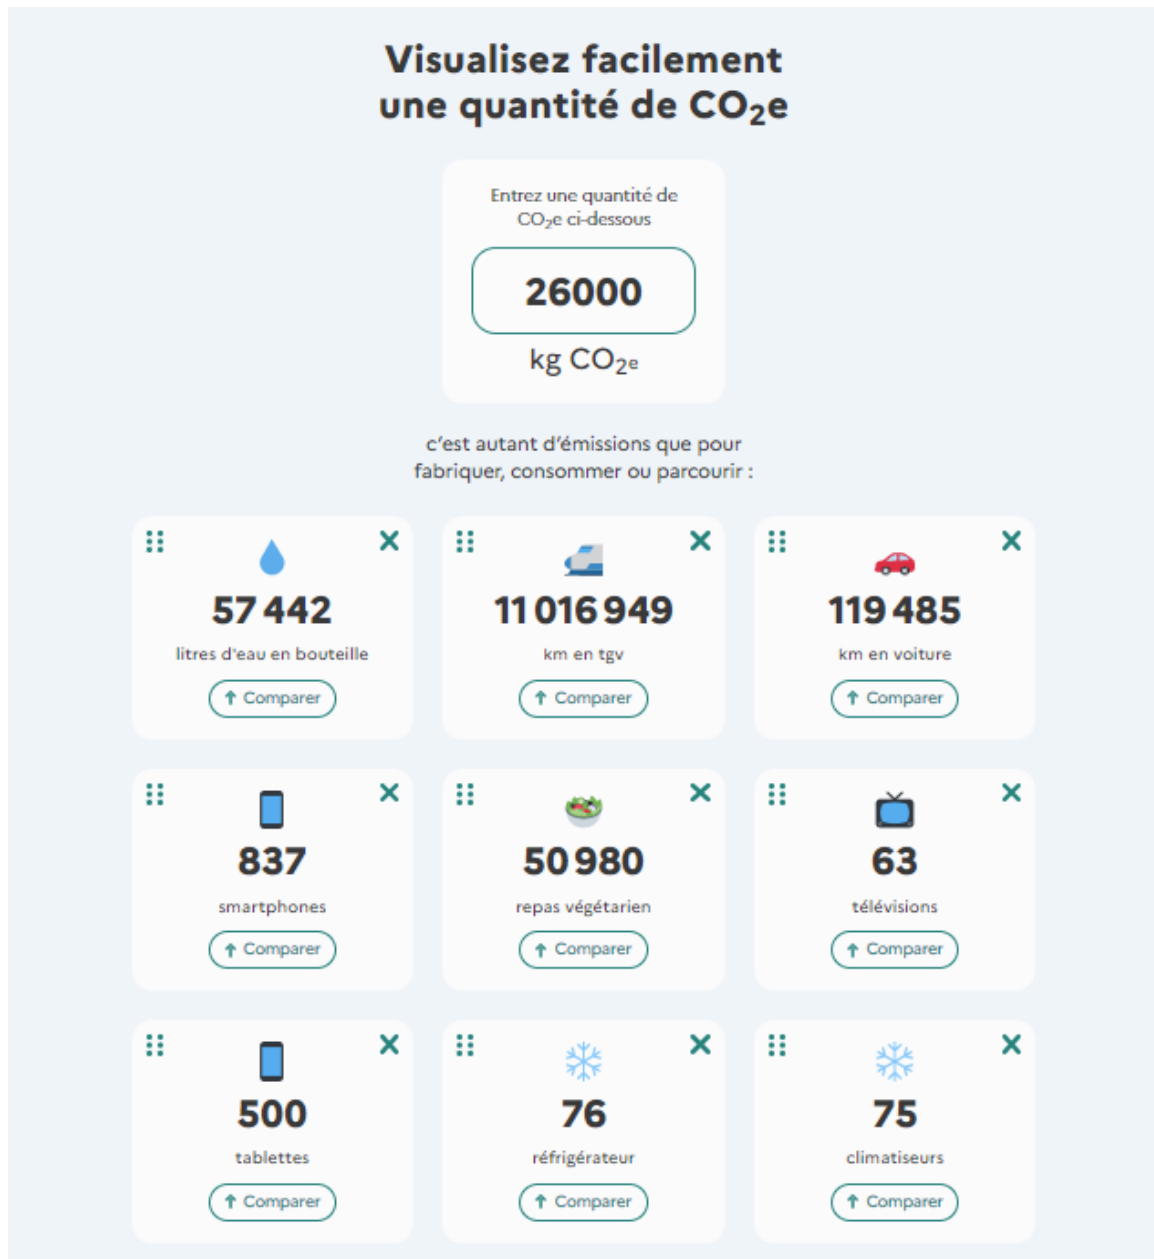 Visualisez facilement
une quantité de CO₂e
Entrez une quantité de
CO₂e ci-dessous
26000
kg CO₂e
c’est autant d’émissions que pour
fabriquer, consommer ou parcourir :
57 442
litres d'eau en bouteille
↑ Comparer
11 016 949
km en tgv
↑ Comparer
119 485
km en voiture
↑ Comparer
837
smartphones
↑ Comparer
50 980
repas végétarien
↑ Comparer
63
télévisions
↑ Comparer
500
tablettes
↑ Comparer
76
réfrigérateur
↑ Comparer
75
climatiseurs
↑ Comparer